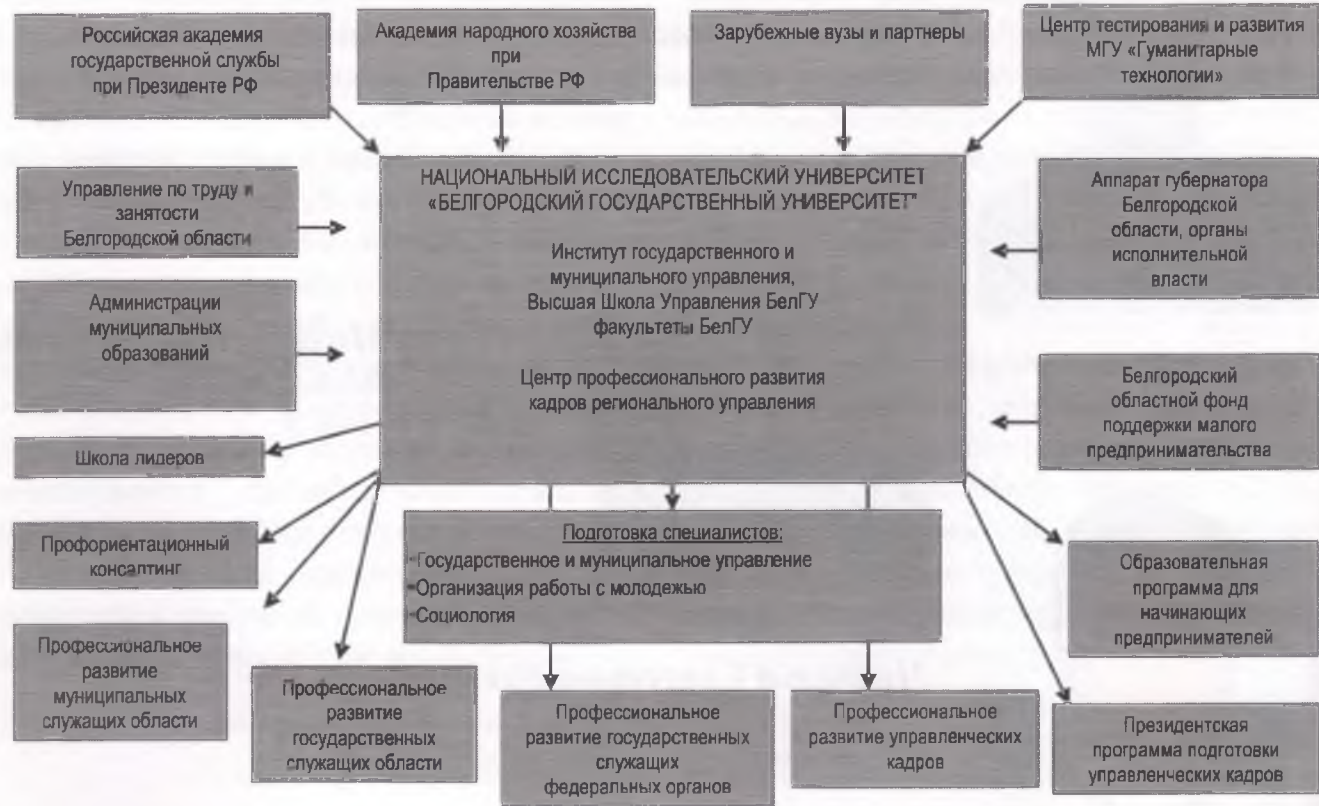 Российская академия
государственной службы
при Президенте РФ
Академия народного хозяйства
при
Правительстве РФ
Зарубежные вузы и партнеры
Центр тестирования и развития
МГУ «Гуманитарные
технологии»
Управление по труду и
занятости
Белгородской области
Администрации
муниципальных
образований
НАЦИОНАЛЬНЫЙ ИССЛЕДОВАТЕЛЬСКИЙ УНИВЕРСИТЕТ
«БЕЛГОРОДСКИЙ ГОСУДАРСТВЕННЫЙ УНИВЕРСИТЕТ"
Институт государственного и
муниципального управления,
Высшая Школа Управления БелГУ
факультеты БелГУ
Центр профессионального развития
кадров регионального управления
Аппарат губернатора
Белгородской
области, органы
исполнительной
власти
Белгородский
областной фонд
поддержки малого
предпринимательства
Школа лидеров
Профориентационный
консалтинг
Профессиональное
развитие
муниципальных
служащих области
Профессиональное
развитие
государственных
служащих области
Подготовка специалистов:
-Государственное и муниципальное управление
-Организация работы с молодежью
-Социология
Профессиональное
развитие государственных
служащих
федеральных органов
Профессиональное
развитие управленческих
кадров
Образовательная
программа для
начинающих
предпринимателей
Президентская
программа подготовки
управленческих кадров